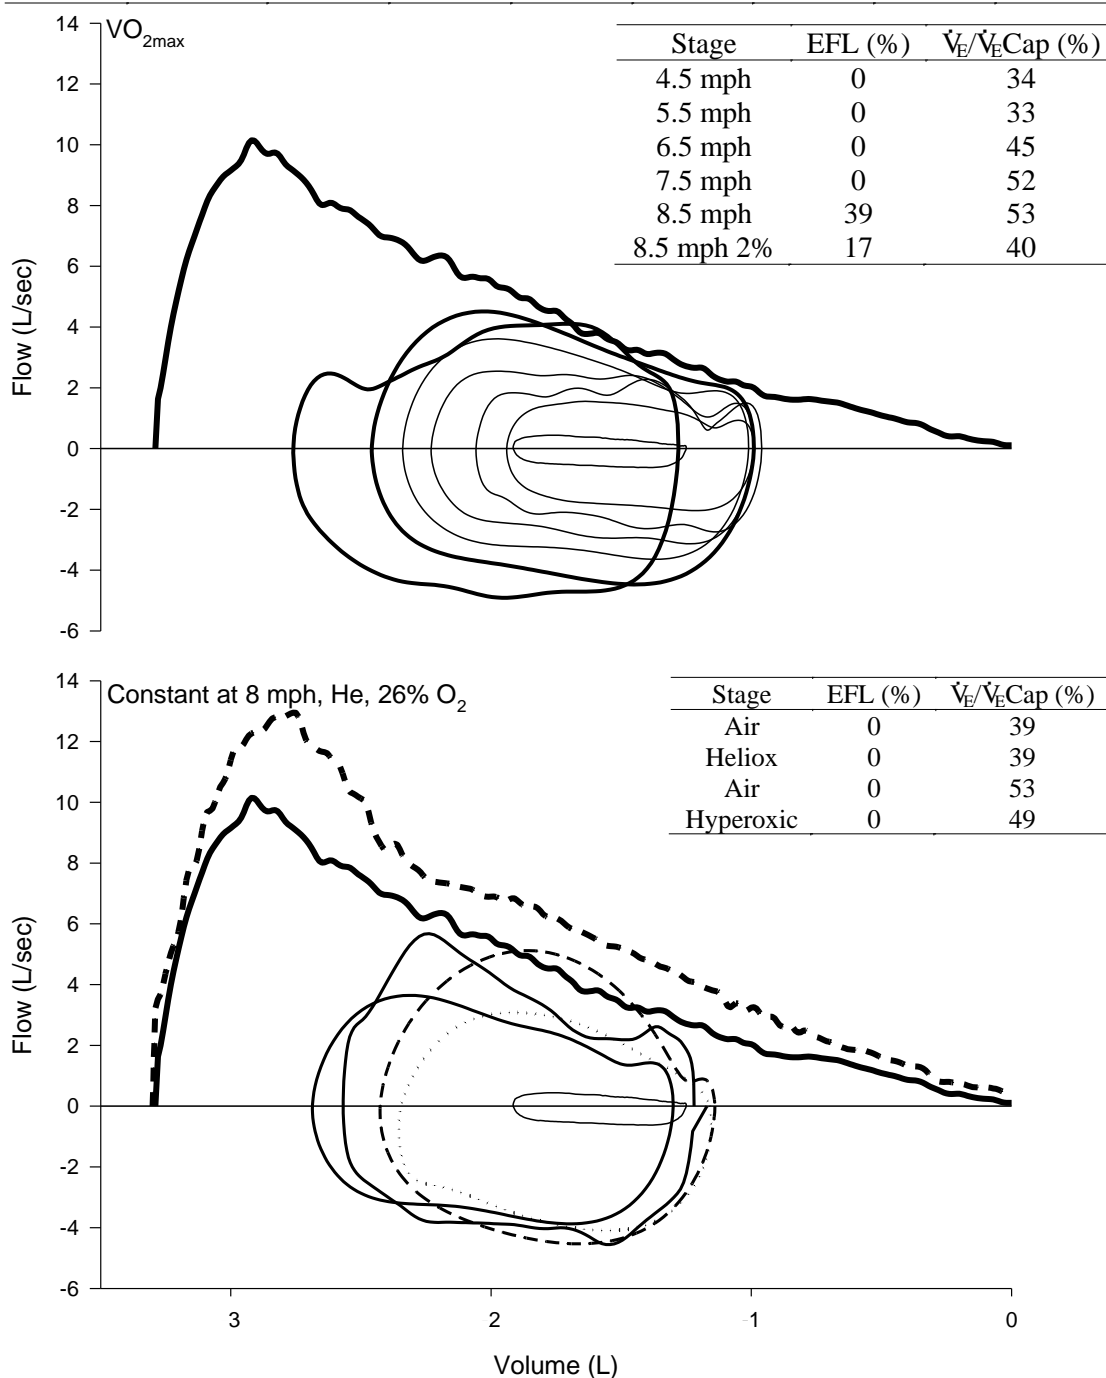 VO2max
Stage EFL (%) V̇E/V̇ECap (%)
4.5 mph 0 34
5.5 mph 0 33
6.5 mph 0 45
7.5 mph 0 52
8.5 mph 39 53
8.5 mph 2% 17 40
14
12
10
8
6
4
2
0
-2
-4
-6
Flow (L/sec)
Constant at 8 mph, He, 26% O2
Stage EFL (%) V̇E/V̇ECap (%)
Air 0 39
Heliox 0 39
Air 0 53
Hyperoxic 0 49
14
12
10
8
6
4
2
0
-2
-4
-6
Flow (L/sec)
3 2 1 0
Volume (L)